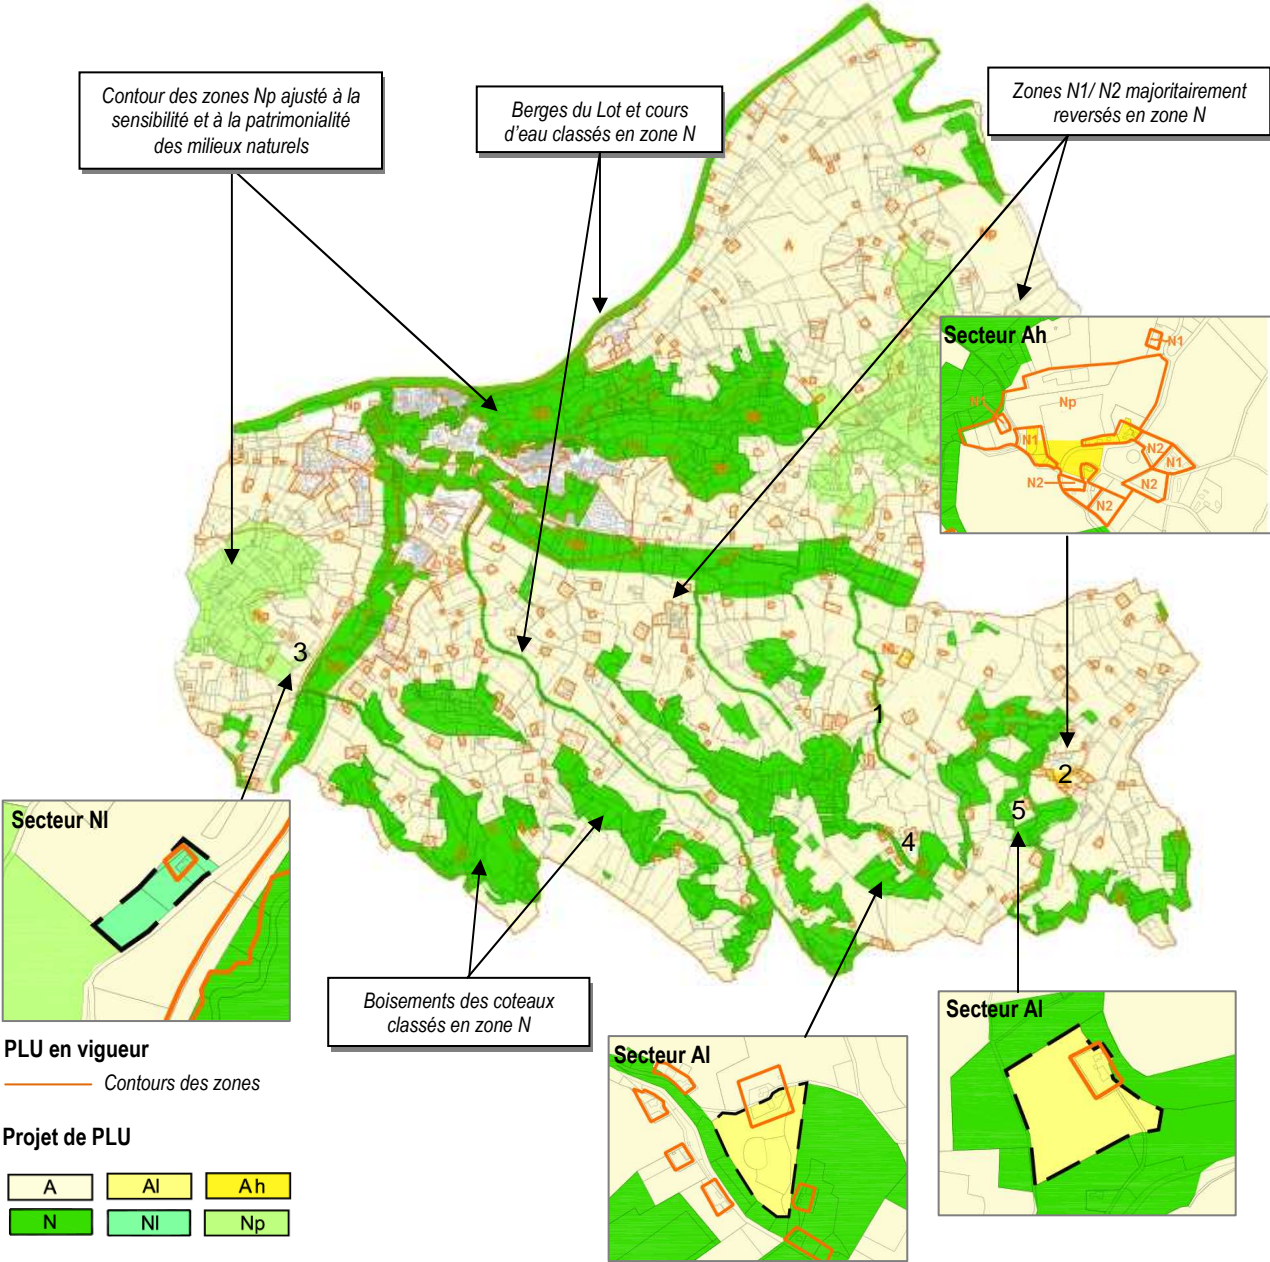 Contour des zones Np ajusté à la
sensibilité et à la patrimonialité
des milieux naturels
Berges du Lot et cours
d'eau classés en zone N
Zones N1/ N2 majoritairement
reversés en zone N
A
Np
Secteur Ah
N1
Np
N1
N1
N2
N1
N2
N2
N2
Np
A
A
3
NL
1
2
5
4
A
Secteur Nl
Boisements des coteaux
classés en zone N
Secteur Al
Secteur Al
PLU en vigueur
Contours des zones
Projet de PLU
A
Al
Ah
N
Nl
Np